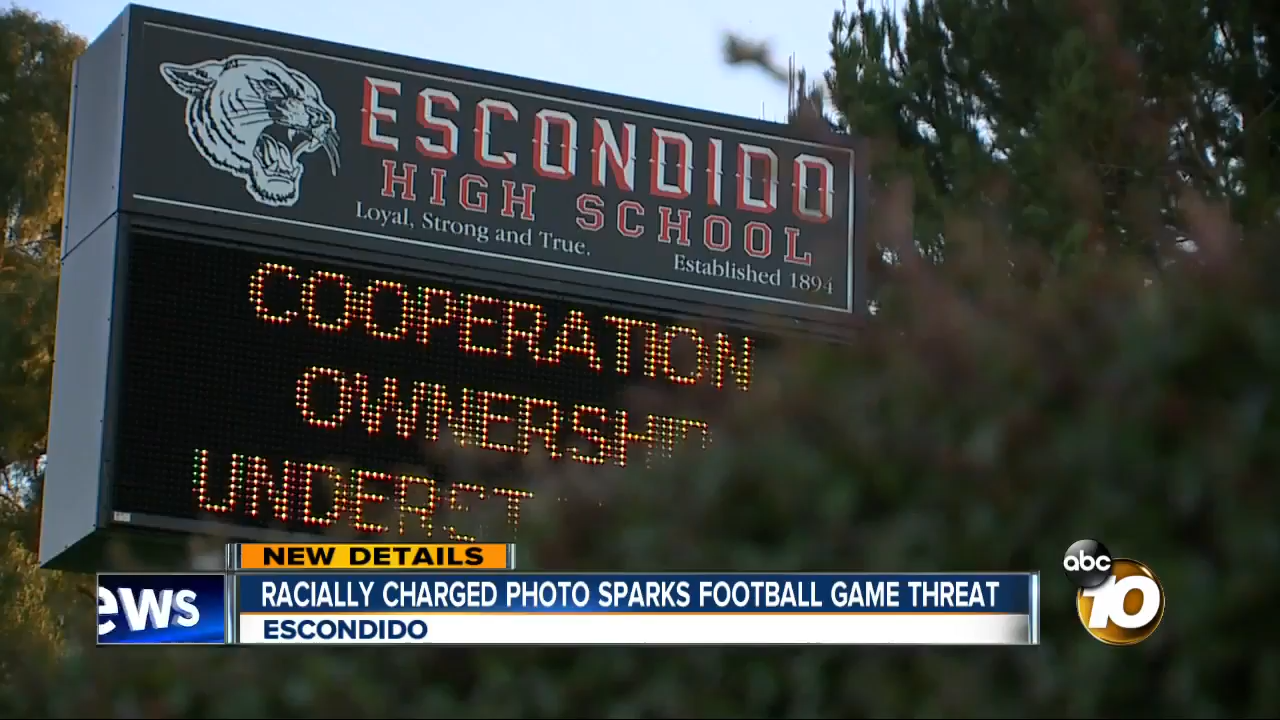 ESCONDIDO
HIGH SCHOOL
Loyal, Strong and True.
Established 1894
COOPERATION
OWNERSHIP
NEW DETAILS
RACIALLY CHARGED PHOTO SPARKS FOOTBALL GAME THREAT
ESCONDIDO
abc
10